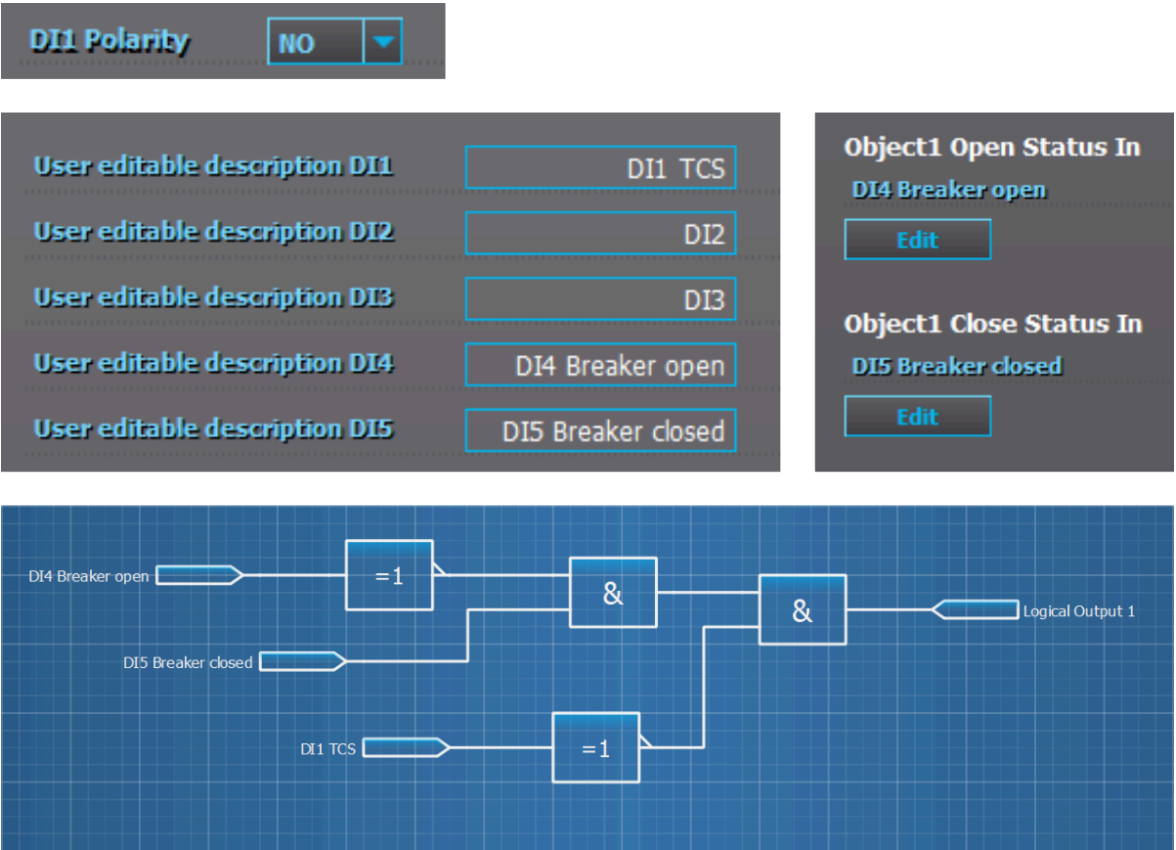 DI1 Polarity NO
User editable description DI1 DI1 TCS
User editable description DI2 DI2
User editable description DI3 DI3
User editable description DI4 DI4 Breaker open
User editable description DI5 DI5 Breaker closed
Object1 Open Status In
DI4 Breaker open
Edit
Object1 Close Status In
DI5 Breaker closed
Edit
DI4 Breaker open =1 & & Logical Output 1
DI5 Breaker closed
DI1 TCS =1